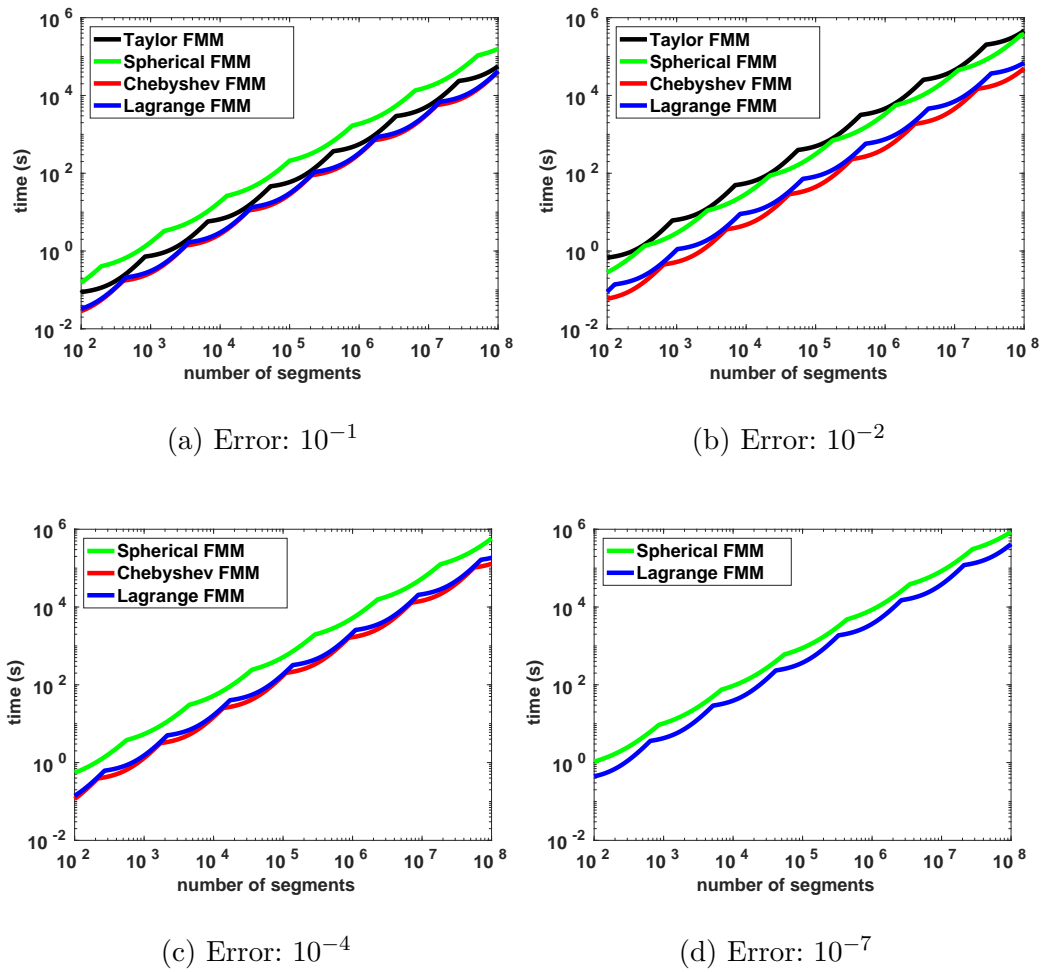 Taylor FMM
Spherical FMM
Chebyshev FMM
Lagrange FMM
time (s)
10^6
10^4
10^2
10^0
10^-2
10^2 10^3 10^4 10^5 10^6 10^7 10^8
number of segments
(a) Error: 10^−1
Taylor FMM
Spherical FMM
Chebyshev FMM
Lagrange FMM
time (s)
10^6
10^4
10^2
10^0
10^-2
10^2 10^3 10^4 10^5 10^6 10^7 10^8
number of segments
(b) Error: 10^−2
Spherical FMM
Chebyshev FMM
Lagrange FMM
time (s)
10^6
10^4
10^2
10^0
10^-2
10^2 10^3 10^4 10^5 10^6 10^7 10^8
number of segments
(c) Error: 10^−4
Spherical FMM
Lagrange FMM
time (s)
10^6
10^4
10^2
10^0
10^-2
10^2 10^3 10^4 10^5 10^6 10^7 10^8
number of segments
(d) Error: 10^−7